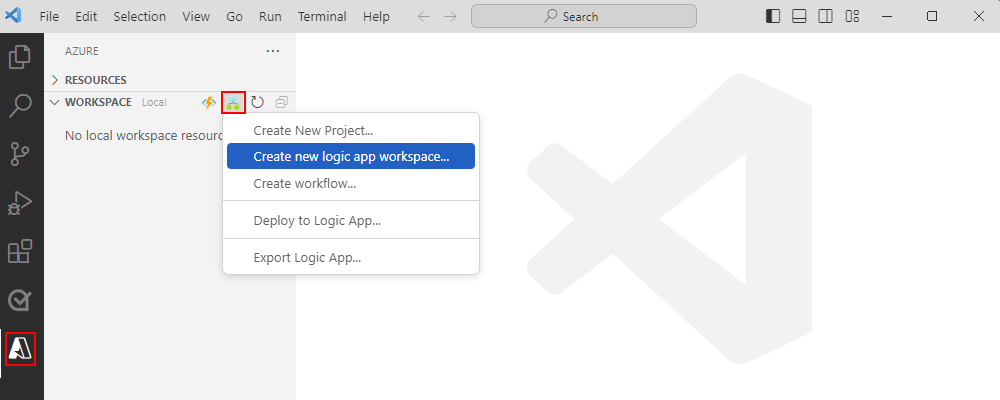 File Edit Selection View Go Run Terminal Help Search
AZURE
RESOURCES
WORKSPACE Local
No local workspace resourc
Create New Project...
Create new logic app workspace...
Create workflow...
Deploy to Logic App...
Export Logic App...